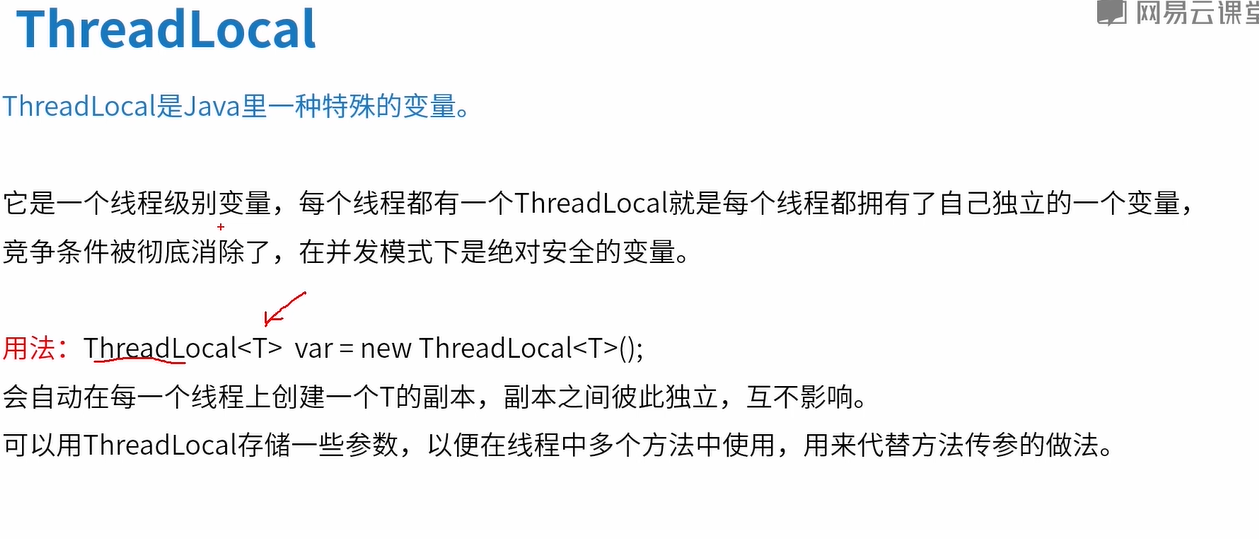 ThreadLocal
网易云课堂
ThreadLocal是Java里一种特殊的变量。
它是一个线程级别变量，每个线程都有一个ThreadLocal就是每个线程都拥有了自己独立的一个变量，
竞争条件被彻底消除了，在并发模式下是绝对安全的变量。
用法：ThreadLocal<T> var = new ThreadLocal<T>();
会自动在每一个线程上创建一个T的副本，副本之间彼此独立，互不影响。
可以用ThreadLocal存储一些参数，以便在线程中多个方法中使用，用来代替方法传参的做法。